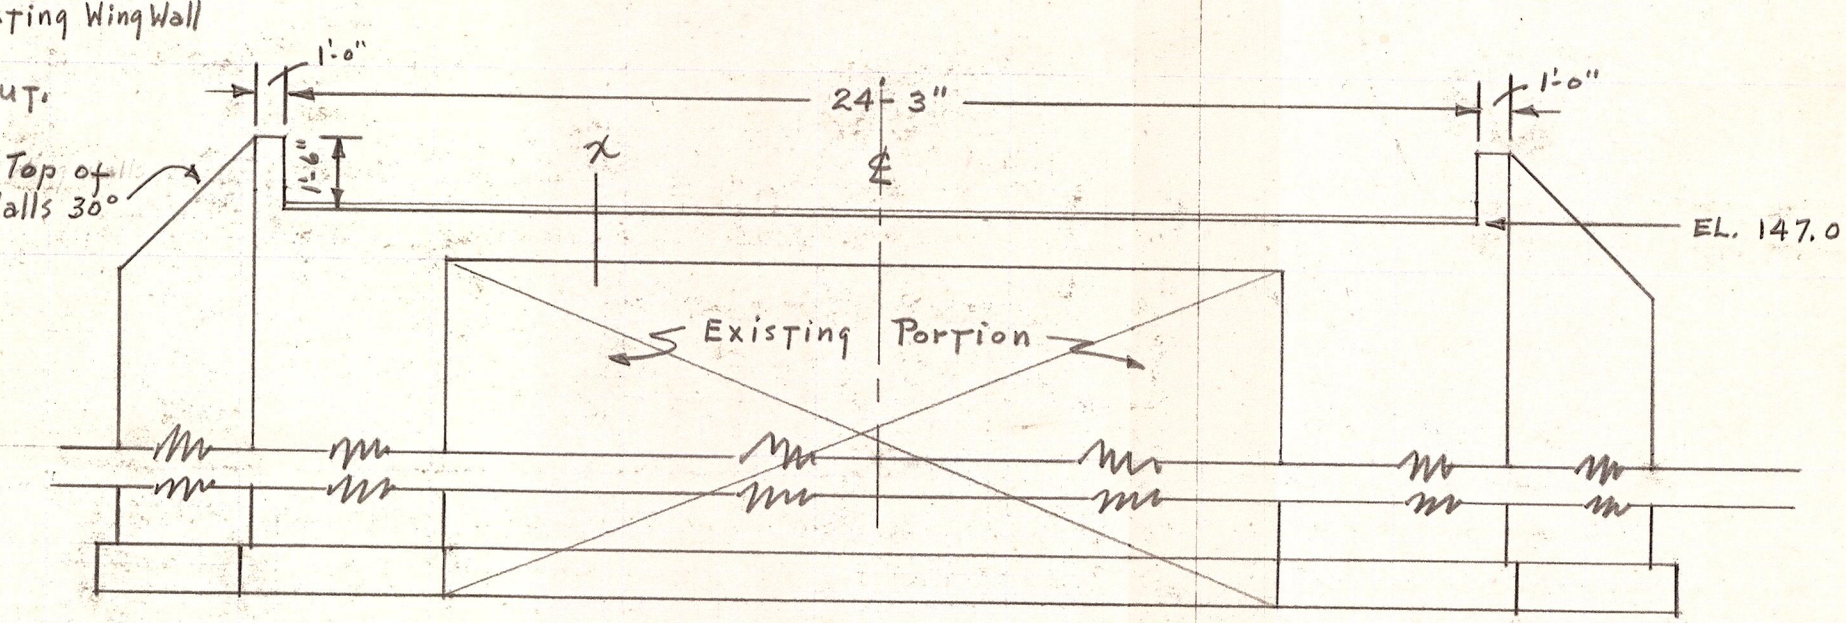 sting Wing Wall
1'-0"
UT.
24'-3"
1'-0"
Top of
alls 30°
1'-6"
x
℄
EL. 147.0
Existing Portion